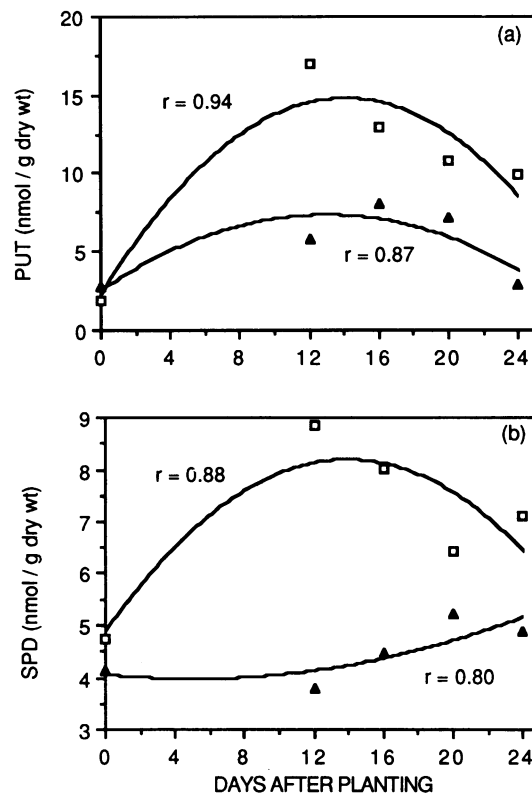 (a)
PUT (nmol / g dry wt)
20
15
10
5
0
r = 0.94
r = 0.87
0 4 8 12 16 20 24
(b)
SPD (nmol / g dry wt)
9
8
7
6
5
4
3
r = 0.88
r = 0.80
0 4 8 12 16 20 24
DAYS AFTER PLANTING